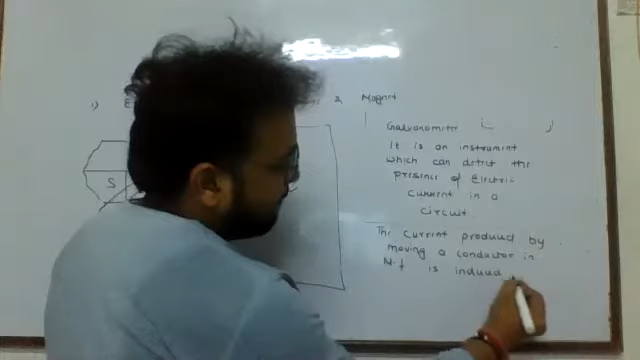 1) & Magnet
Galvanometer
It is an instrument
which can detect the
presence of Electric
current in a
circuit.
S
The current produced by
moving a conductor in
M.f is induced